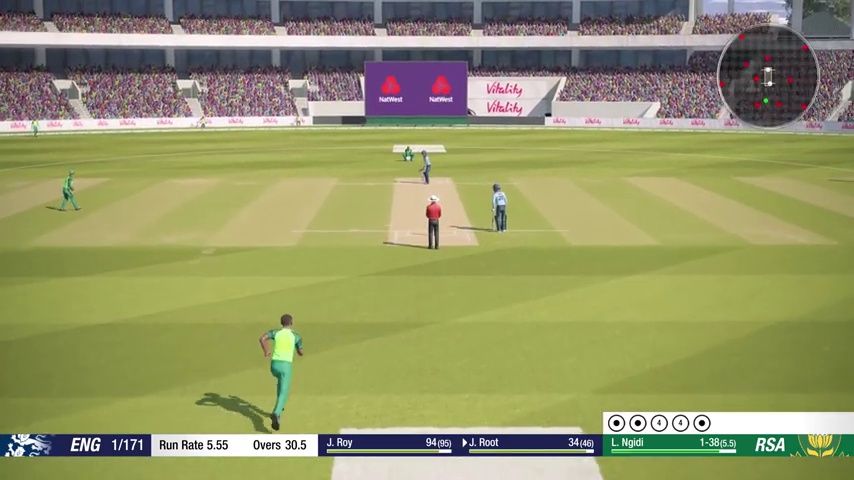 NatWest NatWest
Vitality
Vitality
4 4
ENG 1/171 Run Rate 5.55 Overs 30.5 J. Roy 94(95) J. Root 34(46) L. Ngidi 1-38(5.5) RSA